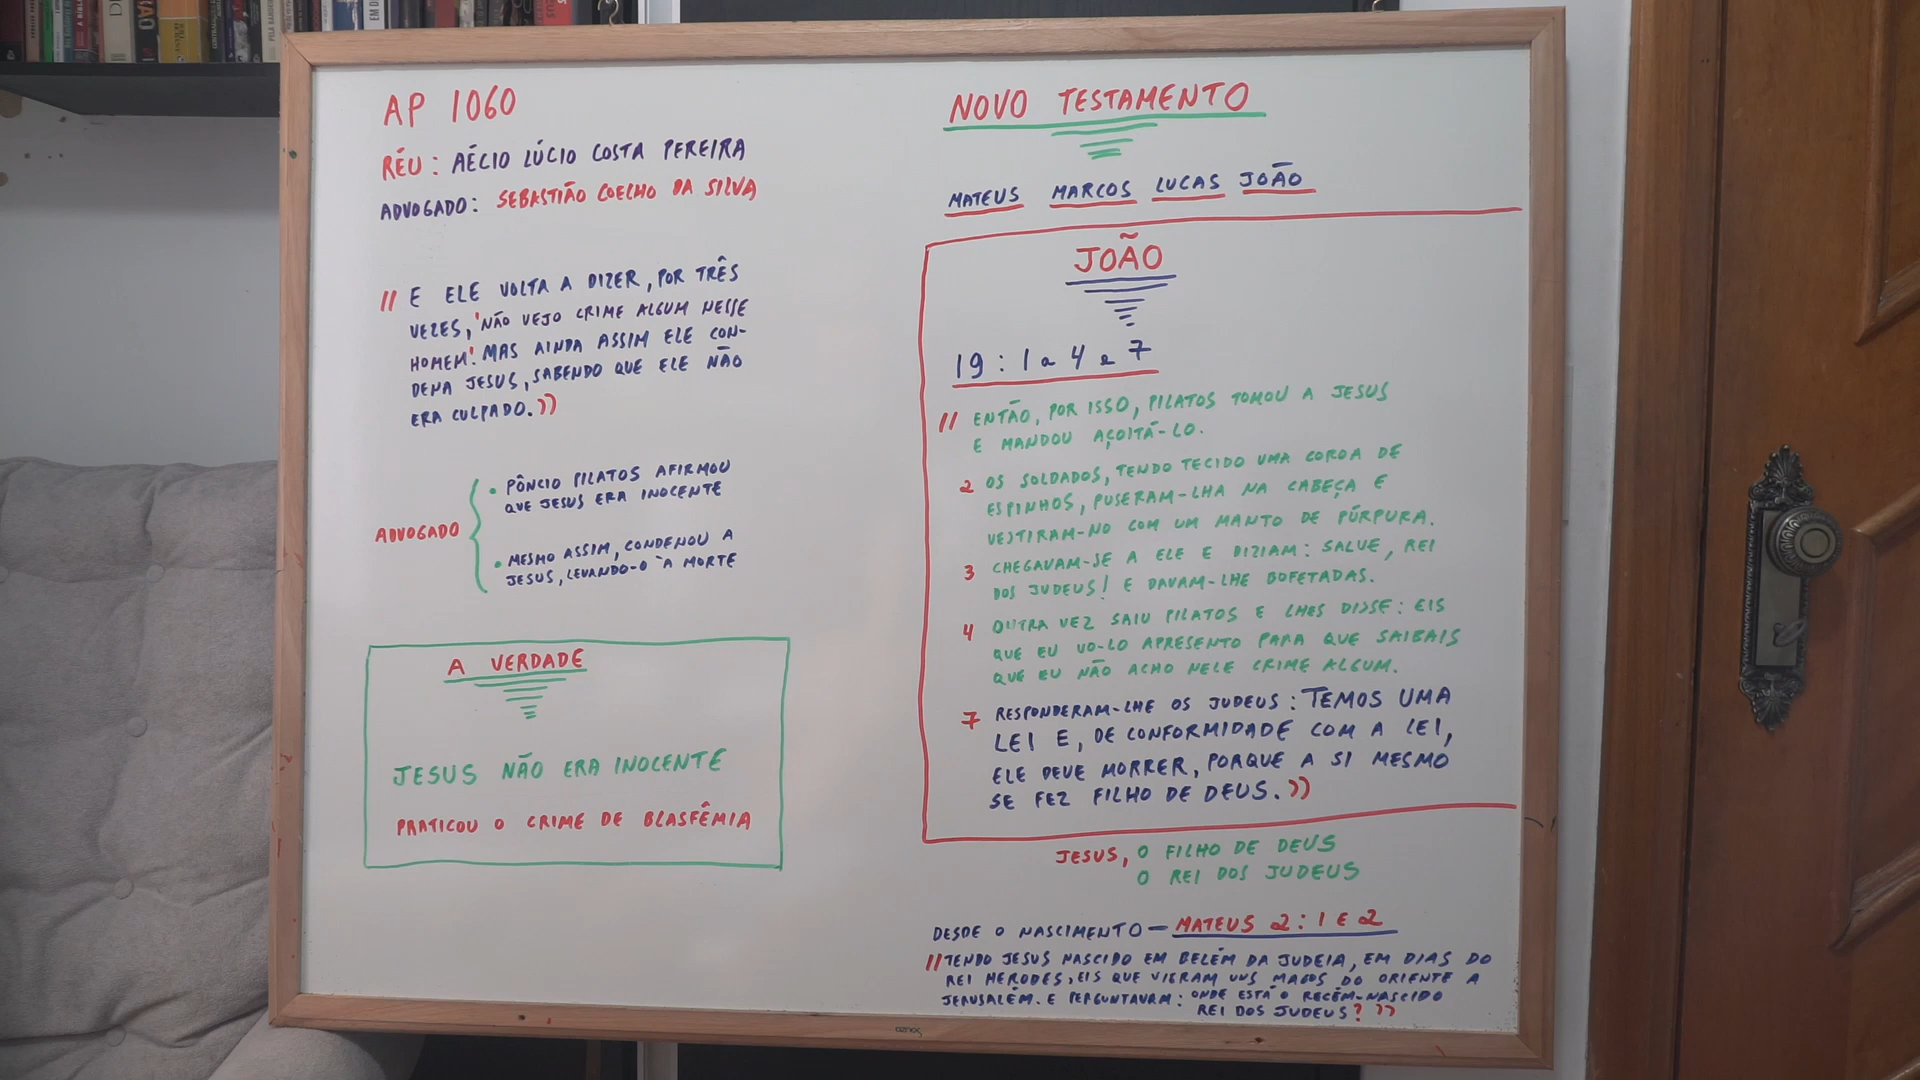 AP 1060
RÉU: AÉCIO LÚCIO COSTA PEREIRA
ADVOGADO: SEBASTIÃO COELHO DA SILVA
" E ELE VOLTA A DIZER, POR TRÊS
VEZES, 'NÃO VEJO CRIME ALGUM NESSE
HOMEM'. MAS AINDA ASSIM ELE CON-
DENA JESUS, SABENDO QUE ELE NÃO
ERA CULPADO.))
ADVOGADO
• PÔNCIO PILATOS AFIRMOU
QUE JESUS ERA INOCENTE
• MESMO ASSIM, CONDENOU A
JESUS, LEVANDO-O À MORTE
A VERDADE
JESUS NÃO ERA INOCENTE
PRATICOU O CRIME DE BLASFÊMIA
NOVO TESTAMENTO
MATEUS MARCOS LUCAS JOÃO
JOÃO
19 : 1 a 4 e 7
" ENTÃO, POR ISSO, PILATOS TOMOU A JESUS
E MANDOU AÇOITÁ-LO.
2 OS SOLDADOS, TENDO TECIDO UMA COROA DE
ESPINHOS, PUSERAM-LHA NA CABEÇA E
VESTIRAM-NO COM UM MANTO DE PÚRPURA.
3 CHEGAVAM-SE A ELE E DIZIAM: SALVE, REI
DOS JUDEUS! E DAVAM-LHE BOFETADAS.
4 OUTRA VEZ SAIU PILATOS E LHES DISSE: EIS
QUE EU VO-LO APRESENTO PARA QUE SAIBAIS
QUE EU NÃO ACHO NELE CRIME ALGUM.
7 RESPONDERAM-LHE OS JUDEUS: TEMOS UMA
LEI E, DE CONFORMIDADE COM A LEI,
ELE DEVE MORRER, PORQUE A SI MESMO
SE FEZ FILHO DE DEUS.))
JESUS, O FILHO DE DEUS
O REI DOS JUDEUS
DESDE O NASCIMENTO — MATEUS 2: 1 E 2
" TENDO JESUS NASCIDO EM BELÉM DA JUDEIA, EM DIAS DO
REI HERODES, EIS QUE VIERAM UNS MAGOS DO ORIENTE A
JERUSALÉM. E PERGUNTAVAM: ONDE ESTÁ O RECÉM-NASCIDO
REI DOS JUDEUS? ))